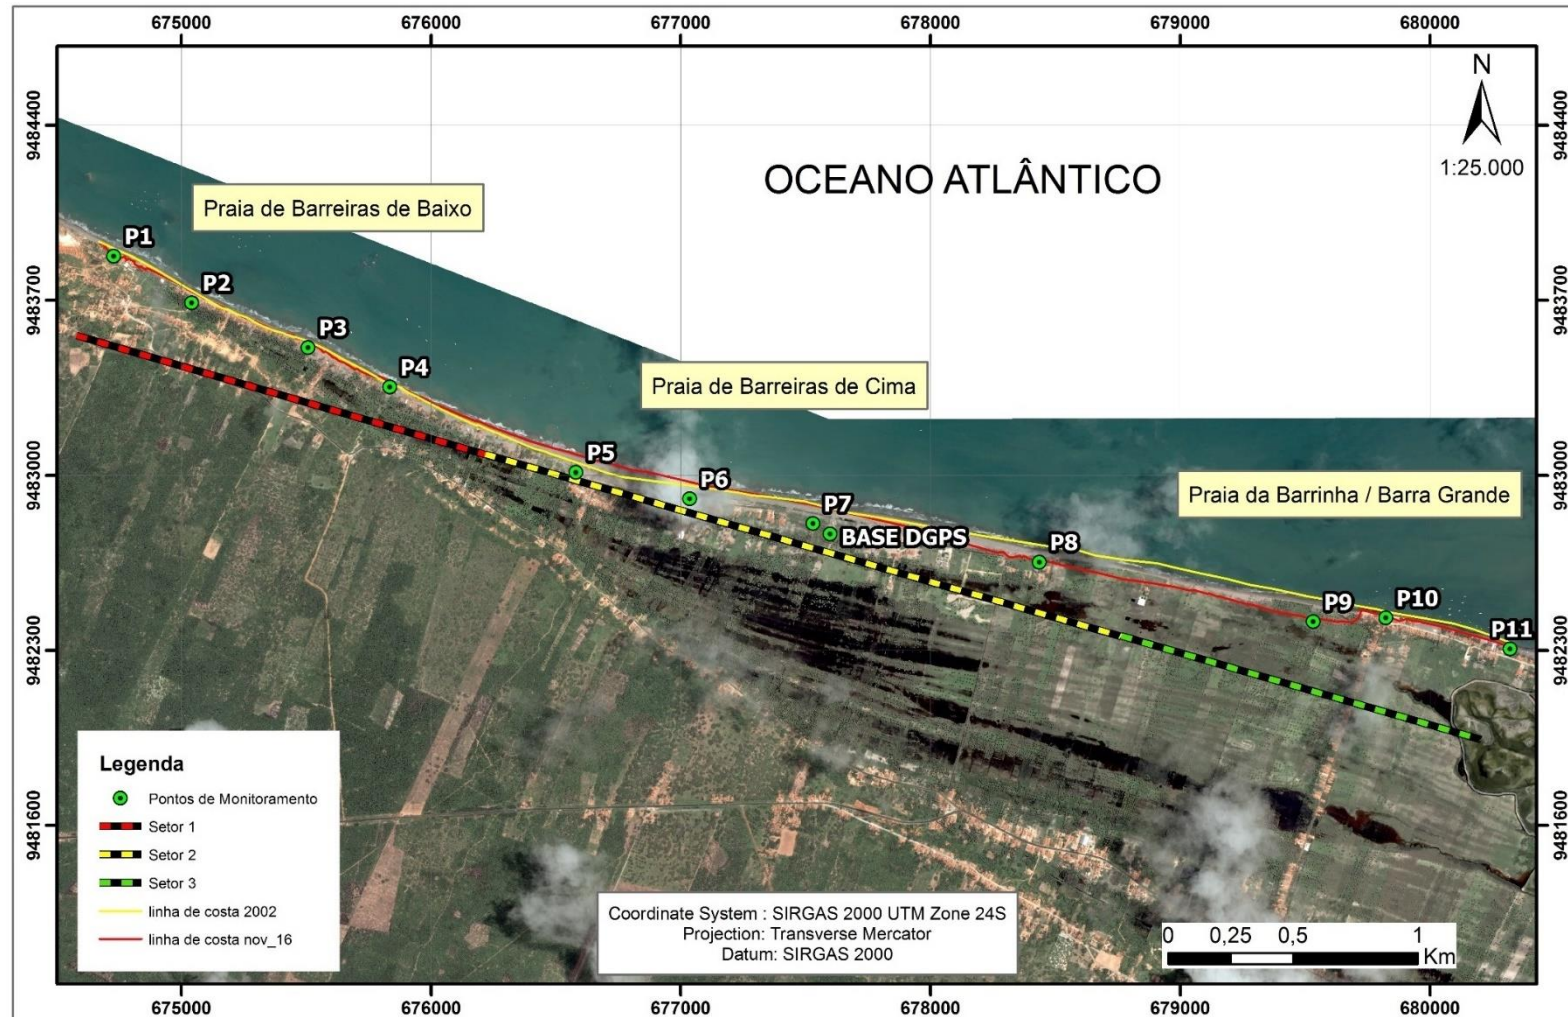 675000
676000
677000
678000
679000
680000
N
1:25.000
9484400
9484400
OCEANO ATLÂNTICO
Praia de Barreiras de Baixo
P1
P2
9483700
9483700
P3
P4
Praia de Barreiras de Cima
P5
9483000
9483000
P6
Praia da Barrinha / Barra Grande
P7
BASE DGPS
P8
P9
P10
P11
9482300
9482300
9481600
9481600
Legenda
Pontos de Monitoramento
Setor 1
Setor 2
Setor 3
linha de costa 2002
linha de costa nov_16
Coordinate System : SIRGAS 2000 UTM Zone 24S
Projection: Transverse Mercator
Datum: SIRGAS 2000
0 0,25 0,5 1
Km
675000
676000
677000
678000
679000
680000